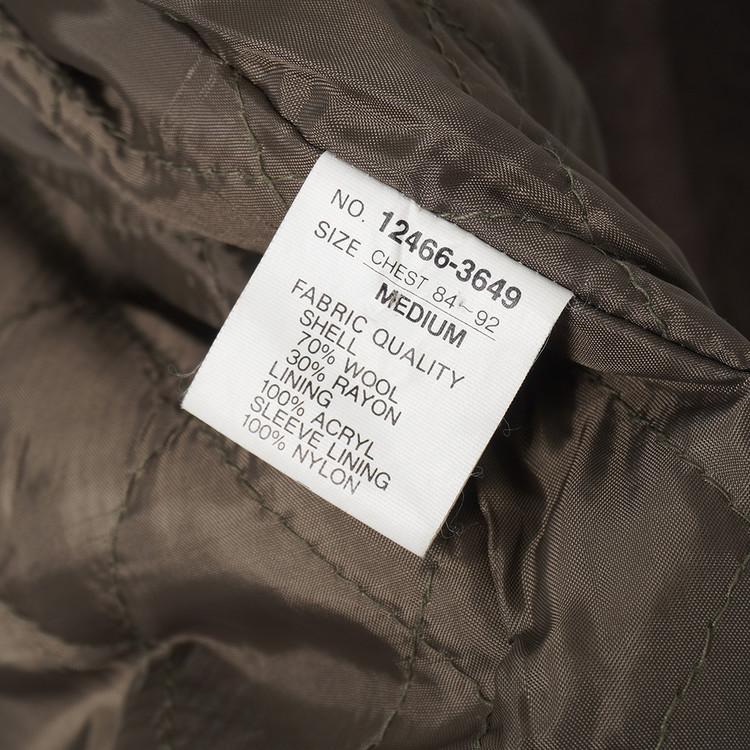 NO. 12466-3649
SIZE CHEST 84~92
MEDIUM
FABRIC QUALITY
SHELL
70% WOOL
30% RAYON
LINING
100% ACRYL
SLEEVE LINING
100% NYLON